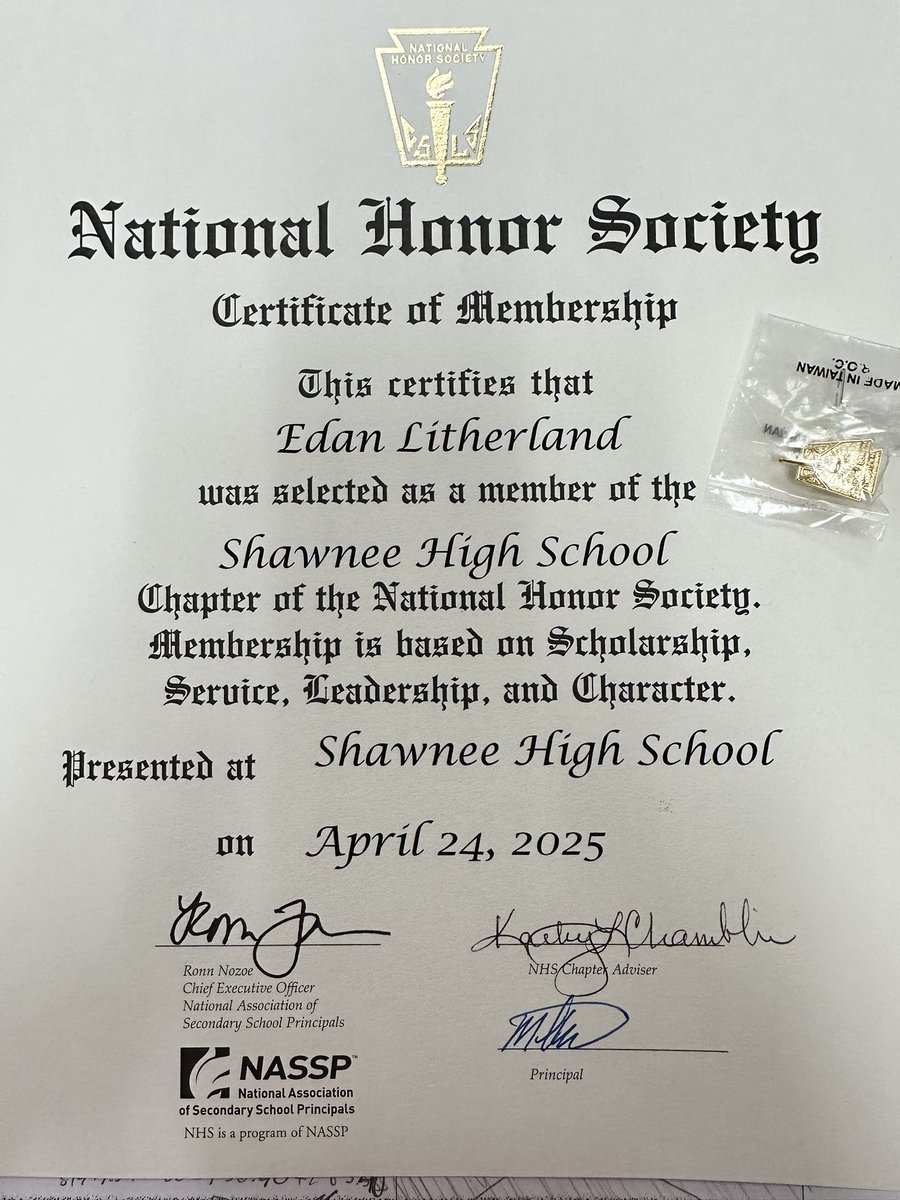 NATIONAL
HONOR SOCIETY
C S L S
National Honor Society
Certificate of Membership
This certifies that
Edan Litherland
was selected as a member of the
Shawnee High School
Chapter of the National Honor Society.
Membership is based on Scholarship,
Service, Leadership, and Character.
Presented at Shawnee High School
on April 24, 2025
MADE IN TAIWAN
R.O.C.
Kathy L Chamblin
Ronn Nozoe
Chief Executive Officer
National Association of
Secondary School Principals
NHS Chapter Adviser
Principal
NASSP™
National Association
of Secondary School Principals
NHS is a program of NASSP